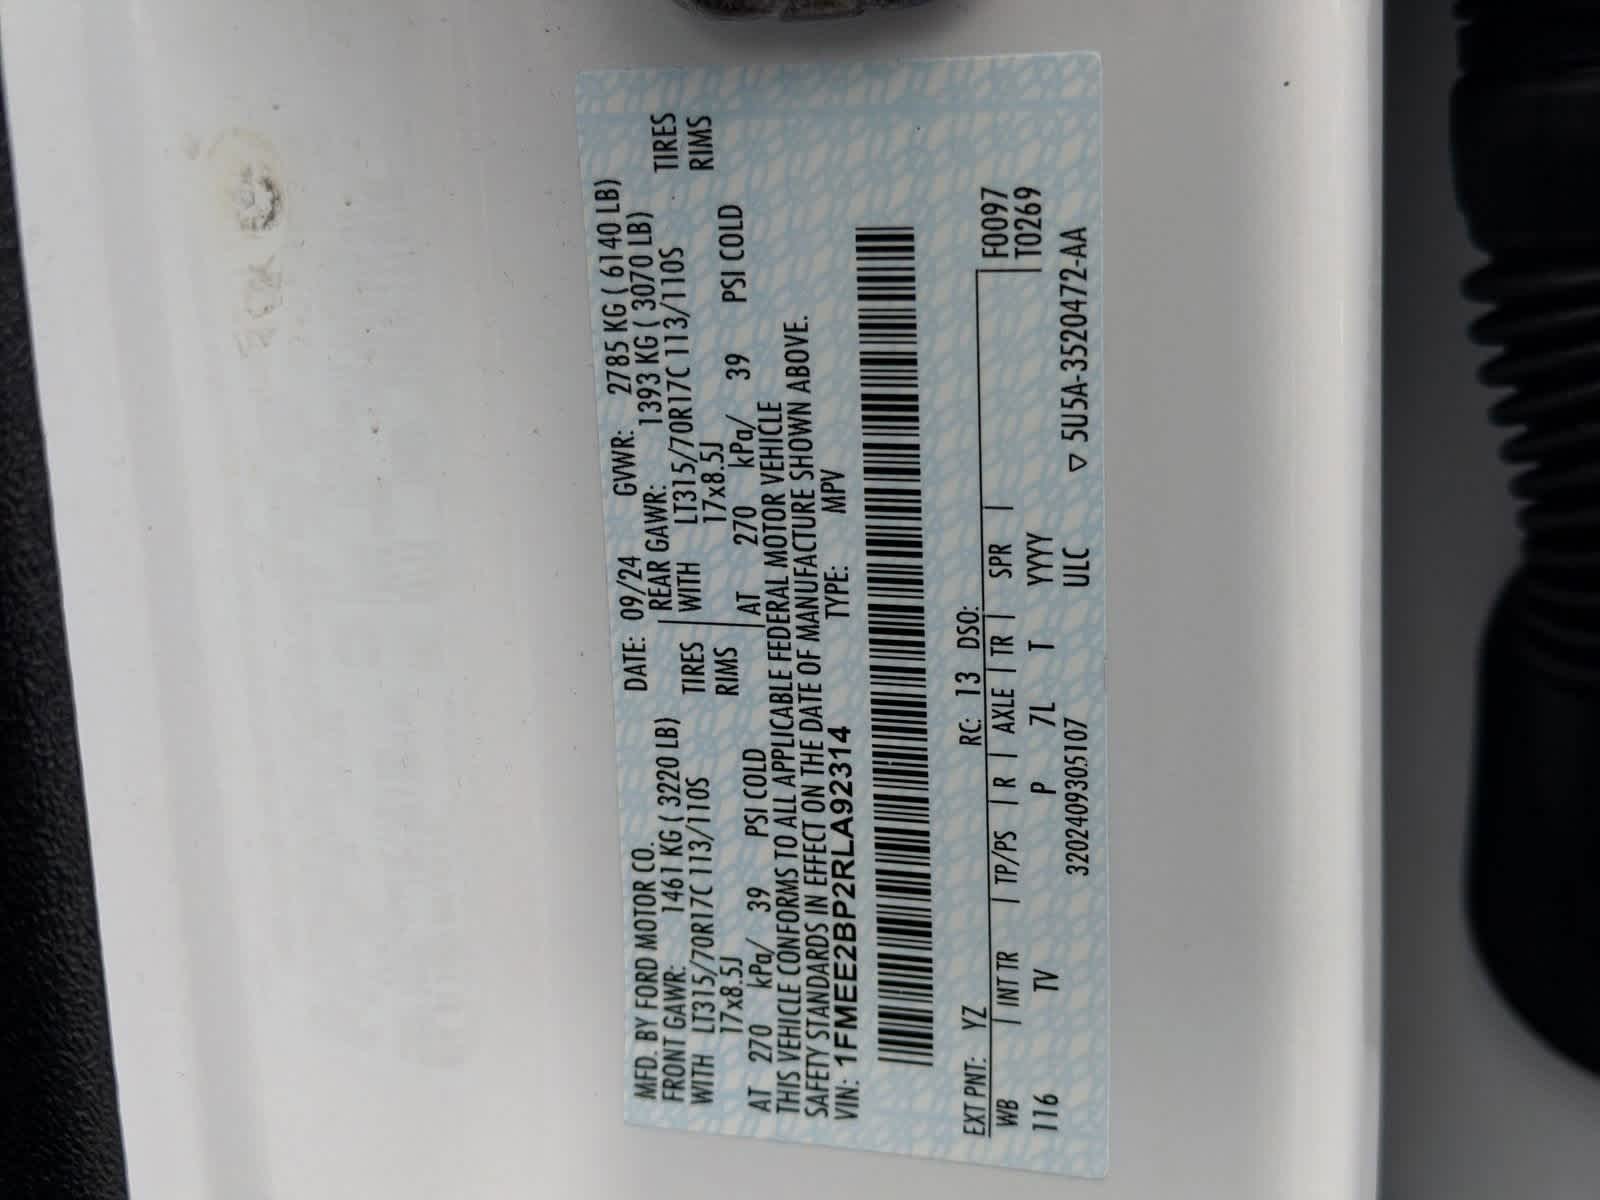 MFD. BY FORD MOTOR CO.
DATE: 09/24 GVWR: 2785 KG ( 6140 LB)
FRONT GAWR: 1461 KG ( 3220 LB)
REAR GAWR: 1393 KG ( 3070 LB)
WITH LT315/70R17C 113/110S TIRES
WITH LT315/70R17C 113/110S TIRES
17x8.5J RIMS
17x8.5J RIMS
AT 270 kPa/ 39 PSI COLD
AT 270 kPa/ 39 PSI COLD
THIS VEHICLE CONFORMS TO ALL APPLICABLE FEDERAL MOTOR VEHICLE
SAFETY STANDARDS IN EFFECT ON THE DATE OF MANUFACTURE SHOWN ABOVE.
VIN: 1FMEE2BP2RLA92314 TYPE: MPV
EXT PNT: YZ RC: 13 DSO: F0097
WB | INT TR | TP/PS | R | AXLE | TR | SPR | T0269
116 TV P 7L T YYYY
3202409305107 ULC ▽ 5U5A-3520472-AA